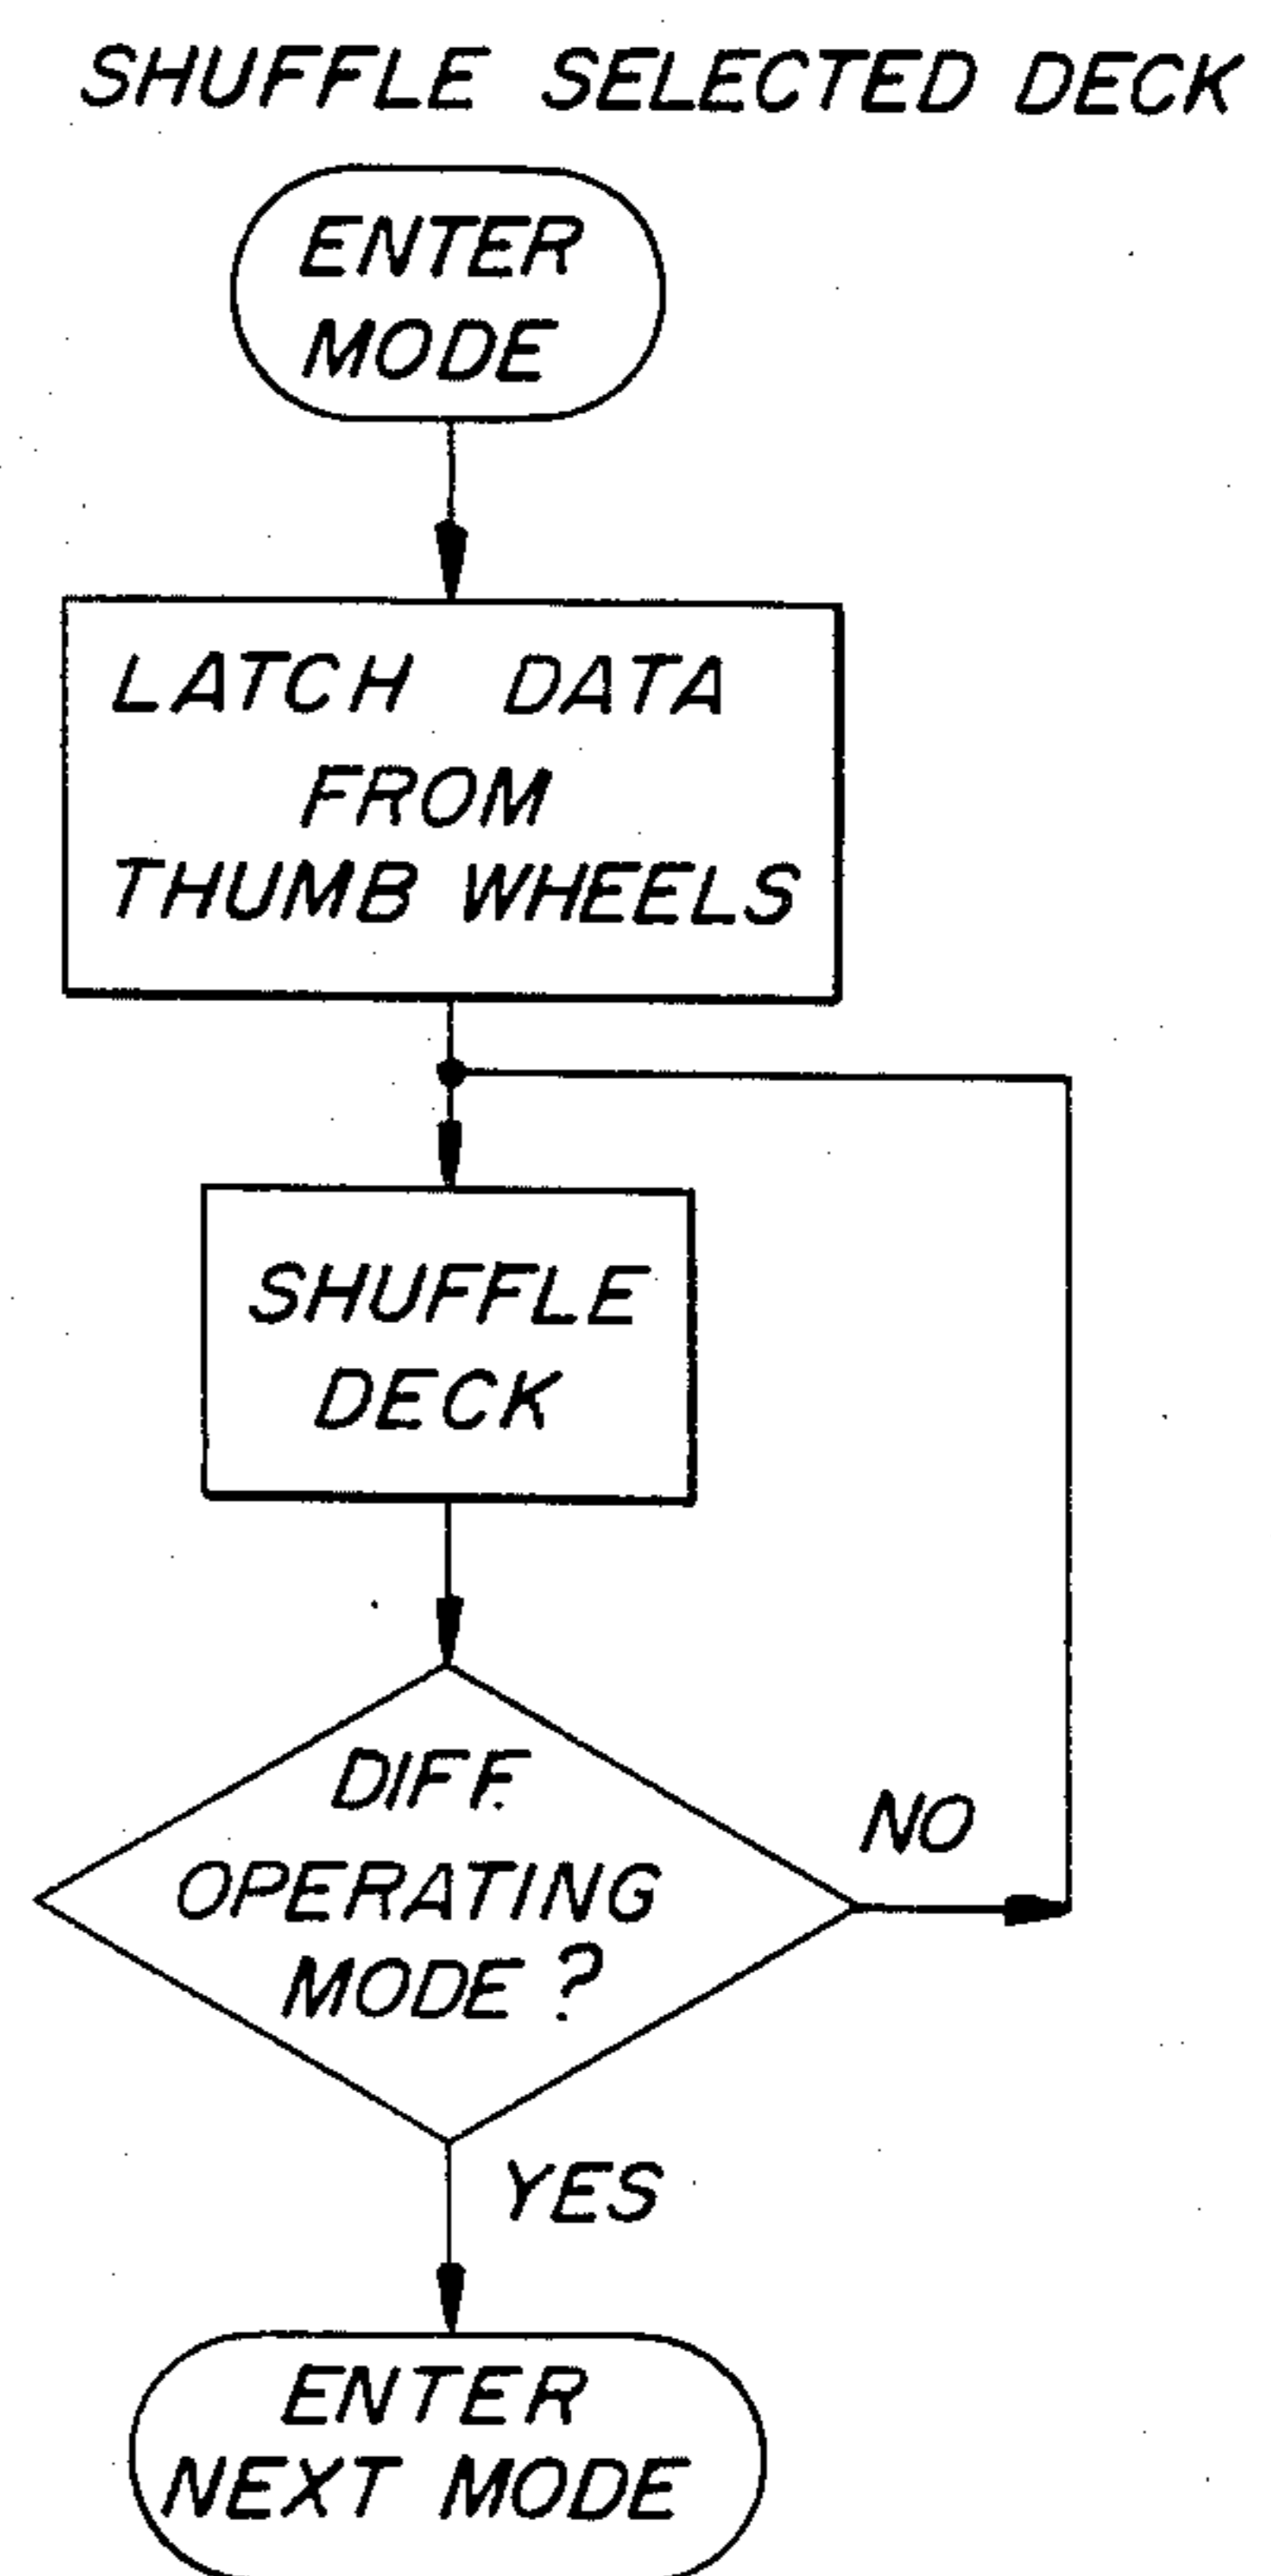 SHUFFLE SELECTED DECK
ENTER
MODE
LATCH DATA
FROM
THUMB WHEELS
SHUFFLE
DECK
DIFF.
OPERATING
MODE?
NO
YES
ENTER
NEXT MODE